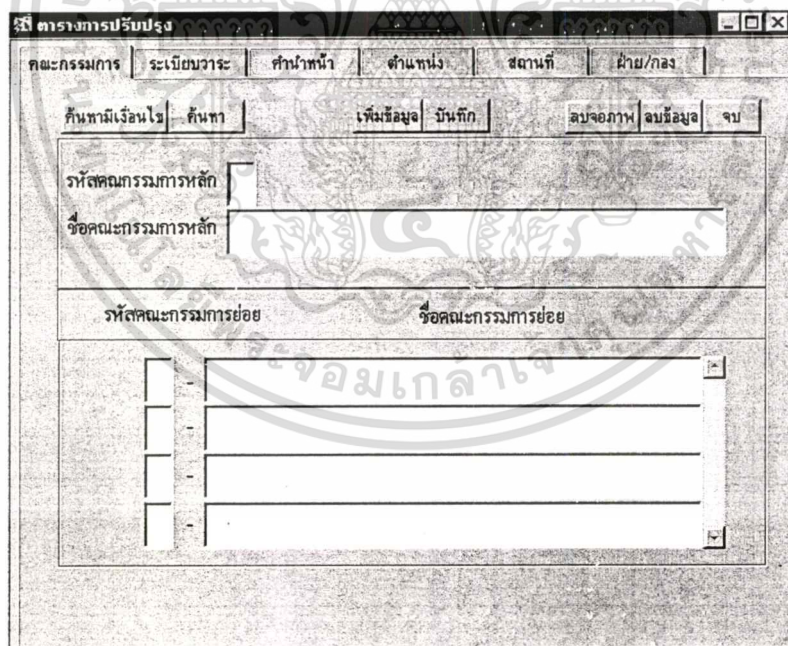 ตารางการปรับปรุง
คณะกรรมการ ระเบียบวาระ คำนำหน้า ตำแหน่ง สถานที่ ฝ่าย/กอง
ค้นหามีเงื่อนไข ค้นหา เพิ่มข้อมูล บันทึก ลบจอภาพ ลบข้อมูล จบ
รหัสคณกรรมการหลัก
ชื่อคณะกรรมการหลัก
รหัสคณะกรรมการย่อย ชื่อคณะกรรมการย่อย
-
-
-
-